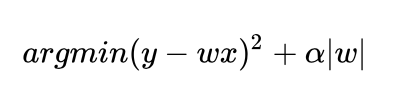 argmin(y − wx)² + α|w|